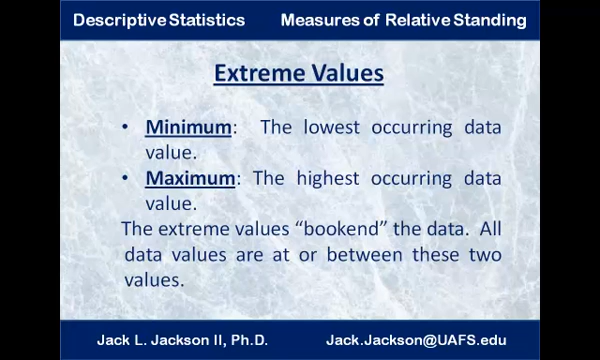 Descriptive Statistics Measures of Relative Standing
Extreme Values
• Minimum: The lowest occurring data
value.
• Maximum: The highest occurring data
value.
The extreme values “bookend” the data. All
data values are at or between these two
values.
Jack L. Jackson II, Ph.D. Jack.Jackson@UAFS.edu